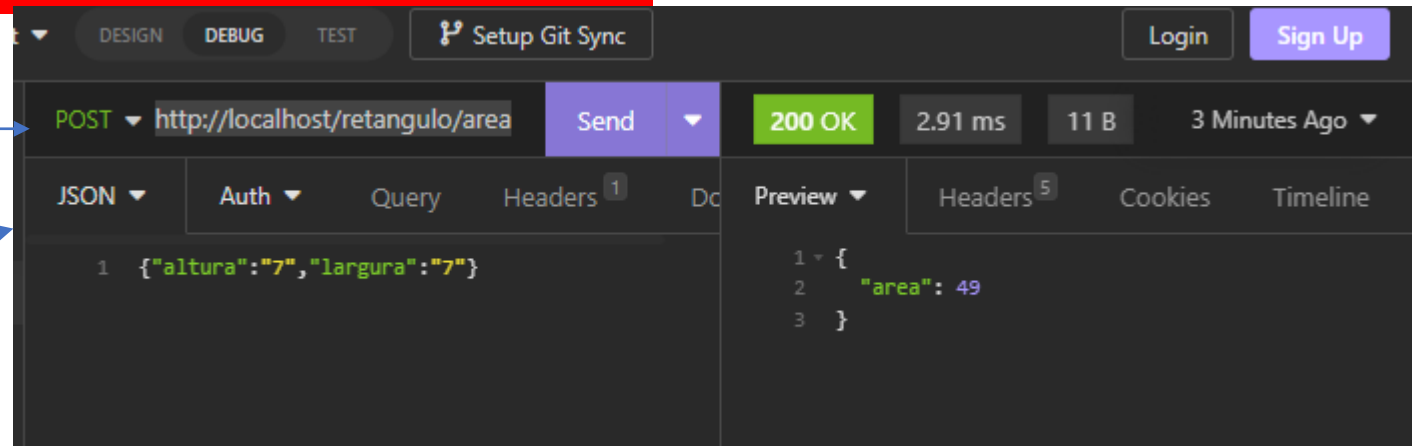 DESIGN DEBUG TEST Setup Git Sync Login Sign Up
POST http://localhost/retangulo/area Send 200 OK 2.91 ms 11 B 3 Minutes Ago
JSON Auth Query Headers 1 Preview Headers 5 Cookies Timeline
1 {"altura":"7","largura":"7"}
1 {
2 "area": 49
3 }